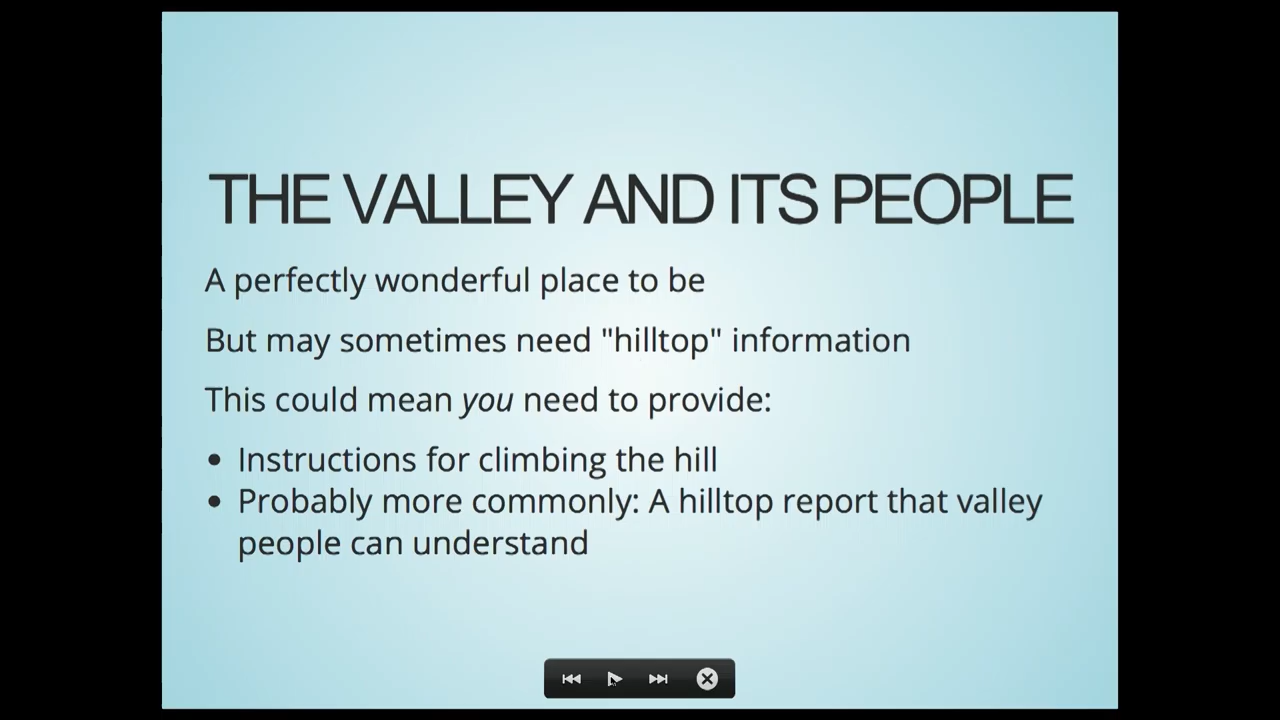 THE VALLEY AND ITS PEOPLE
A perfectly wonderful place to be
But may sometimes need "hilltop" information
This could mean you need to provide:
• Instructions for climbing the hill
• Probably more commonly: A hilltop report that valley
people can understand